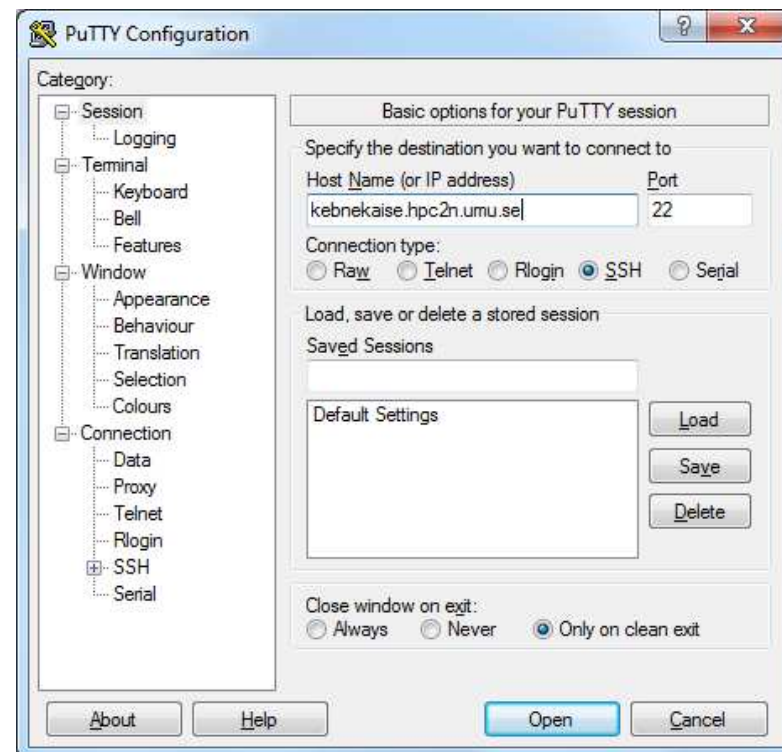 PuTTY Configuration
?
X
Category:
Session
Logging
Terminal
Keyboard
Bell
Features
Window
Appearance
Behaviour
Translation
Selection
Colours
Connection
Data
Proxy
Telnet
Rlogin
SSH
Serial
Basic options for your PuTTY session
Specify the destination you want to connect to
Host Name (or IP address) Port
kebnekaise.hpc2n.umu.se 22
Connection type:
Raw Telnet Rlogin SSH Serial
Load, save or delete a stored session
Saved Sessions
Default Settings
Load
Save
Delete
Close window on exit:
Always Never Only on clean exit
About Help Open Cancel